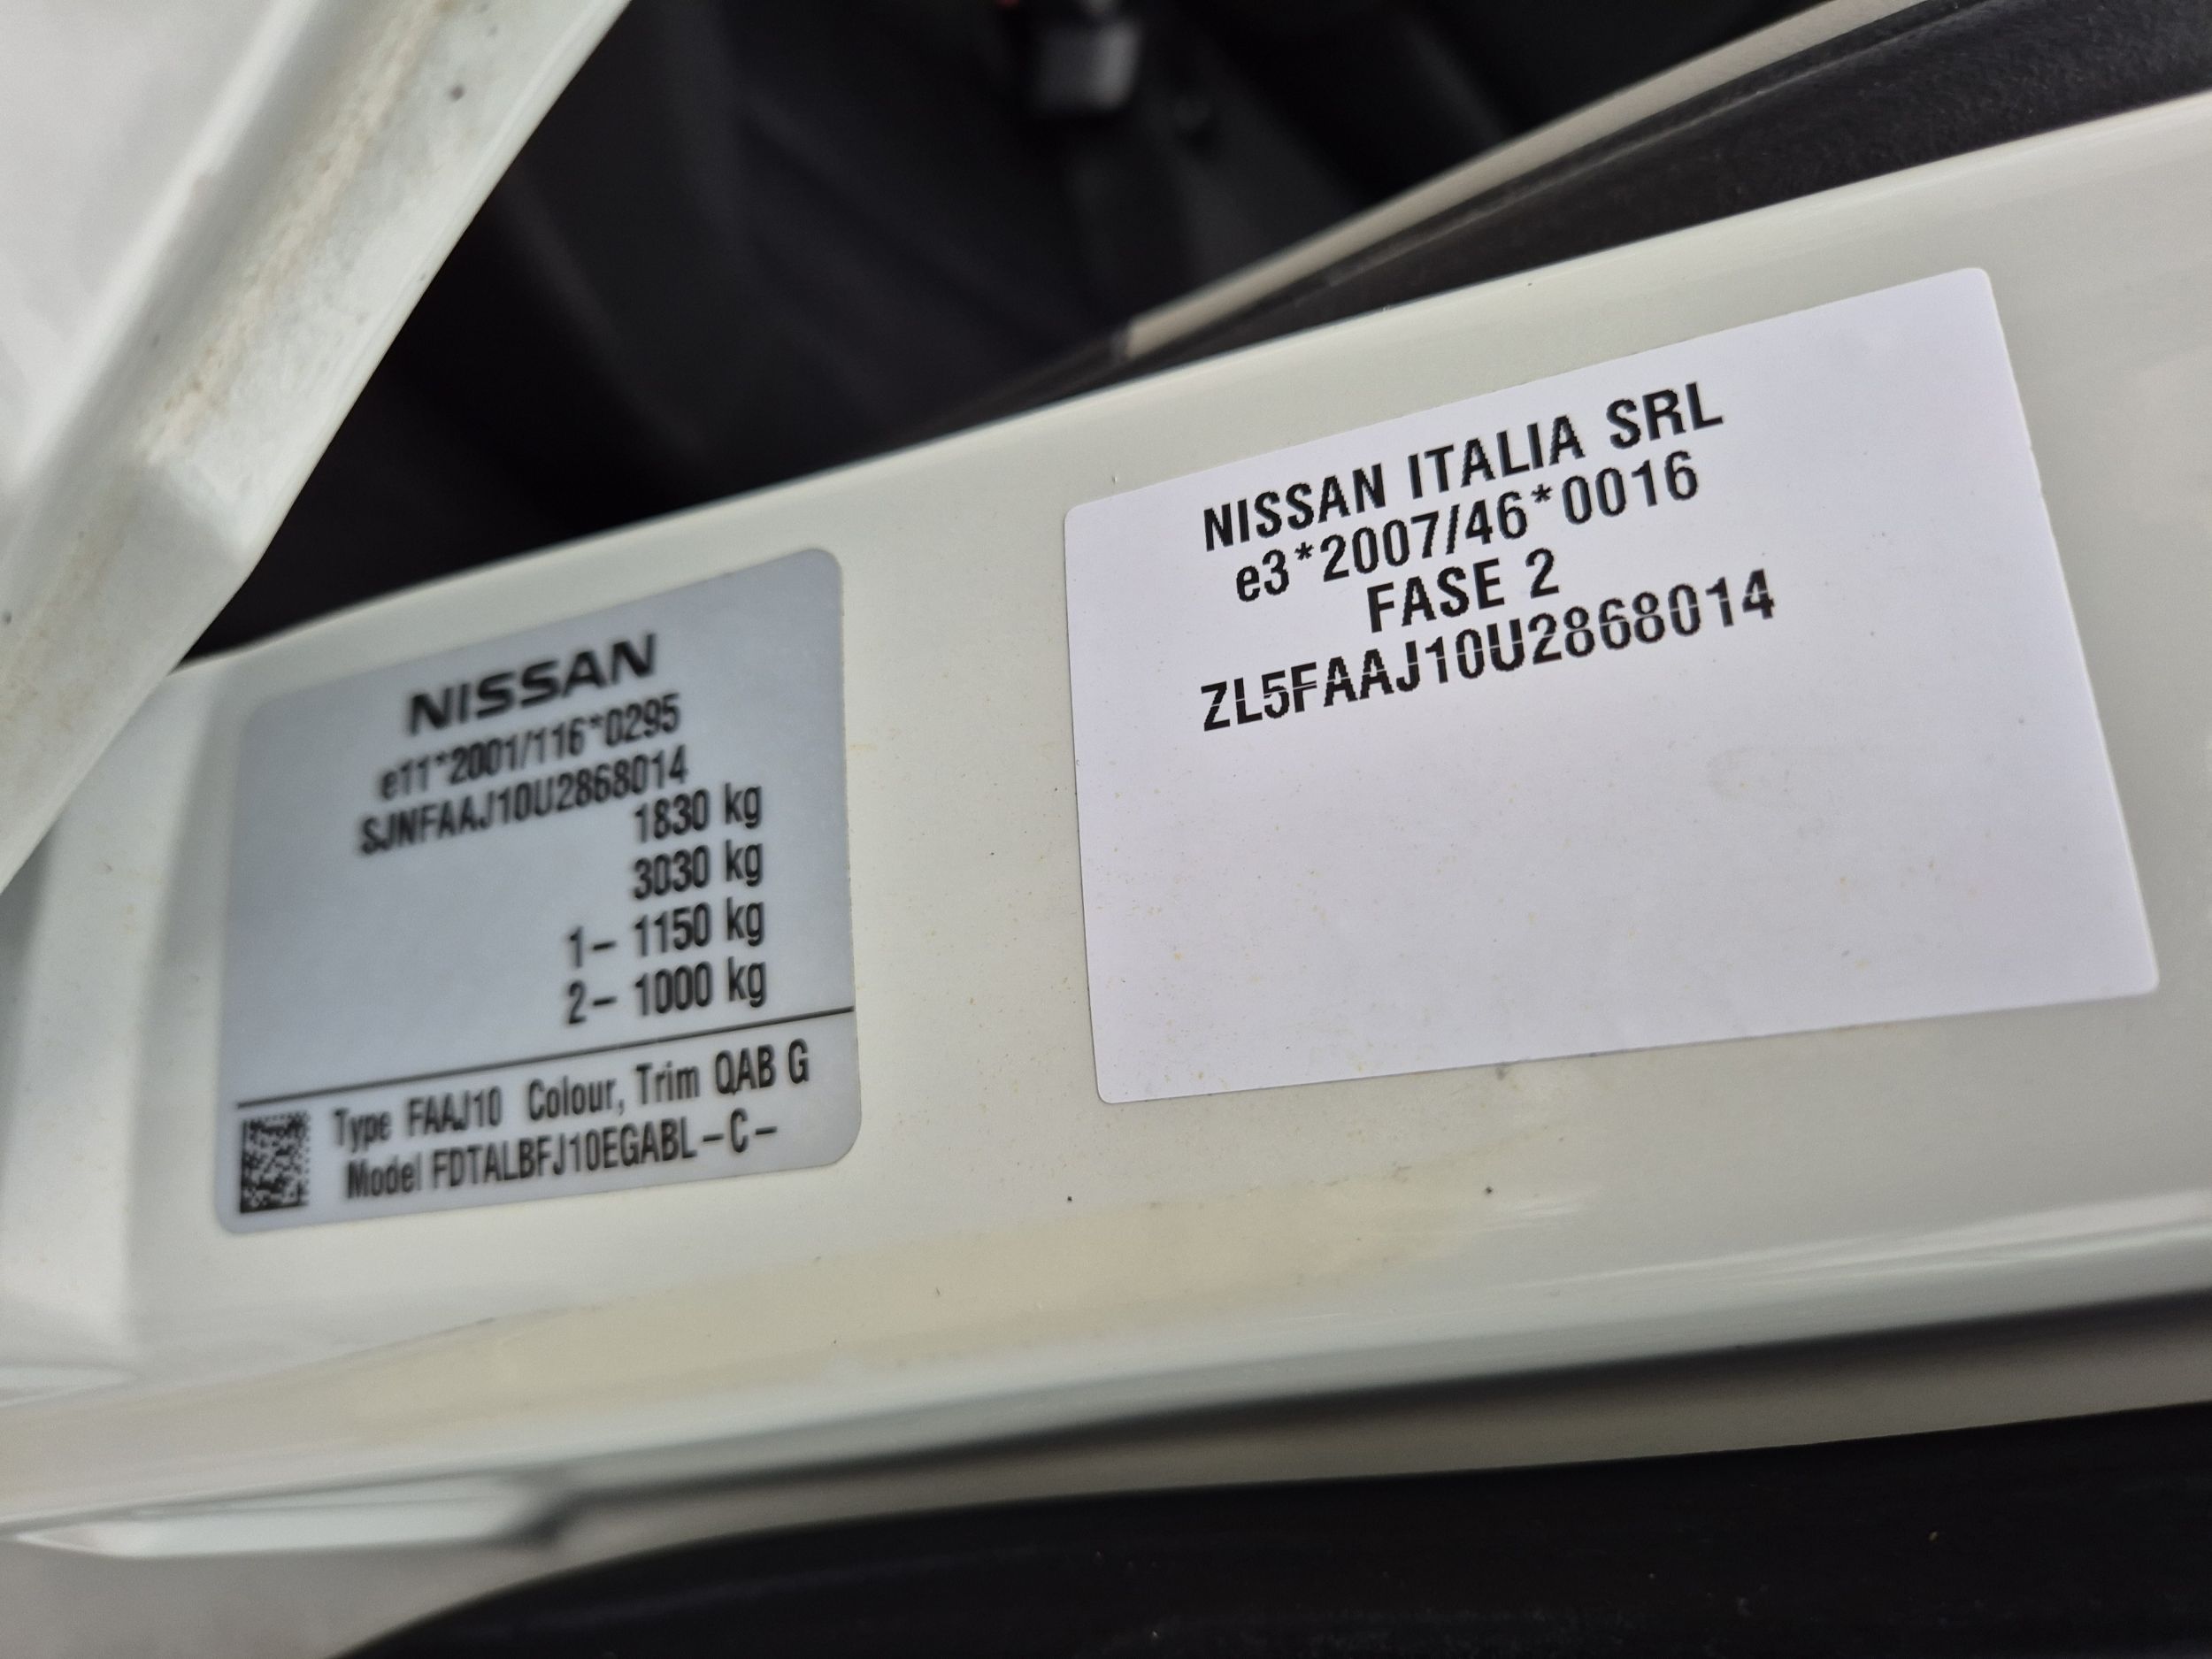 NISSAN
e11*2001/116*0295
SJNFAAJ10U2868014
1830 kg
3030 kg
1– 1150 kg
2– 1000 kg
Type FAAJ10 Colour, Trim QAB G
Model FDTALBFJ10EGABL–C–
NISSAN ITALIA SRL
e3*2007/46*0016
FASE 2
ZL5FAAJ10U2868014